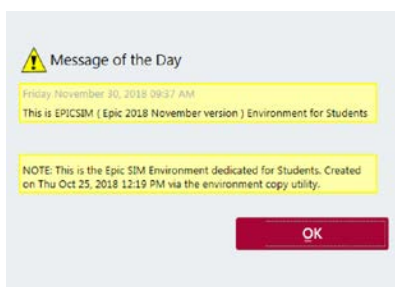 Message of the Day
Friday November 30, 2018 09:37 AM
This is EPICSIM ( Epic 2018 November version ) Environment for Students
NOTE: This is the Epic SIM Environment dedicated for Students. Created
on Thu Oct 25, 2018 12:19 PM via the environment copy utility.
OK